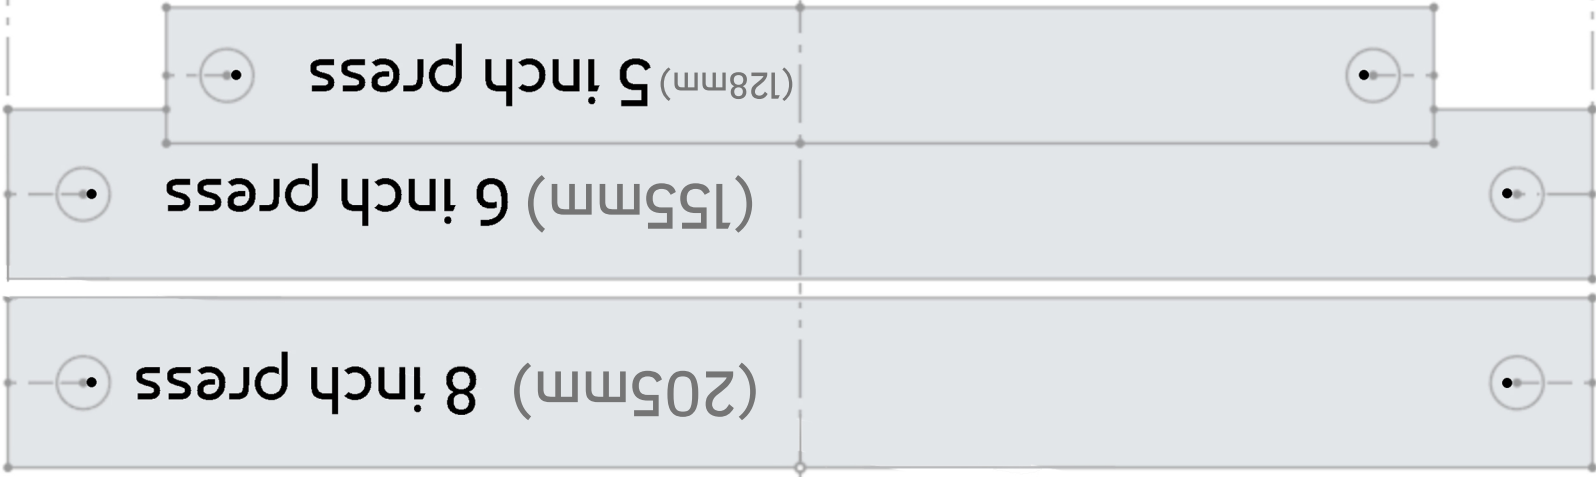 (205mm) 8 inch press
(155mm) 6 inch press
(128mm) 5 inch press